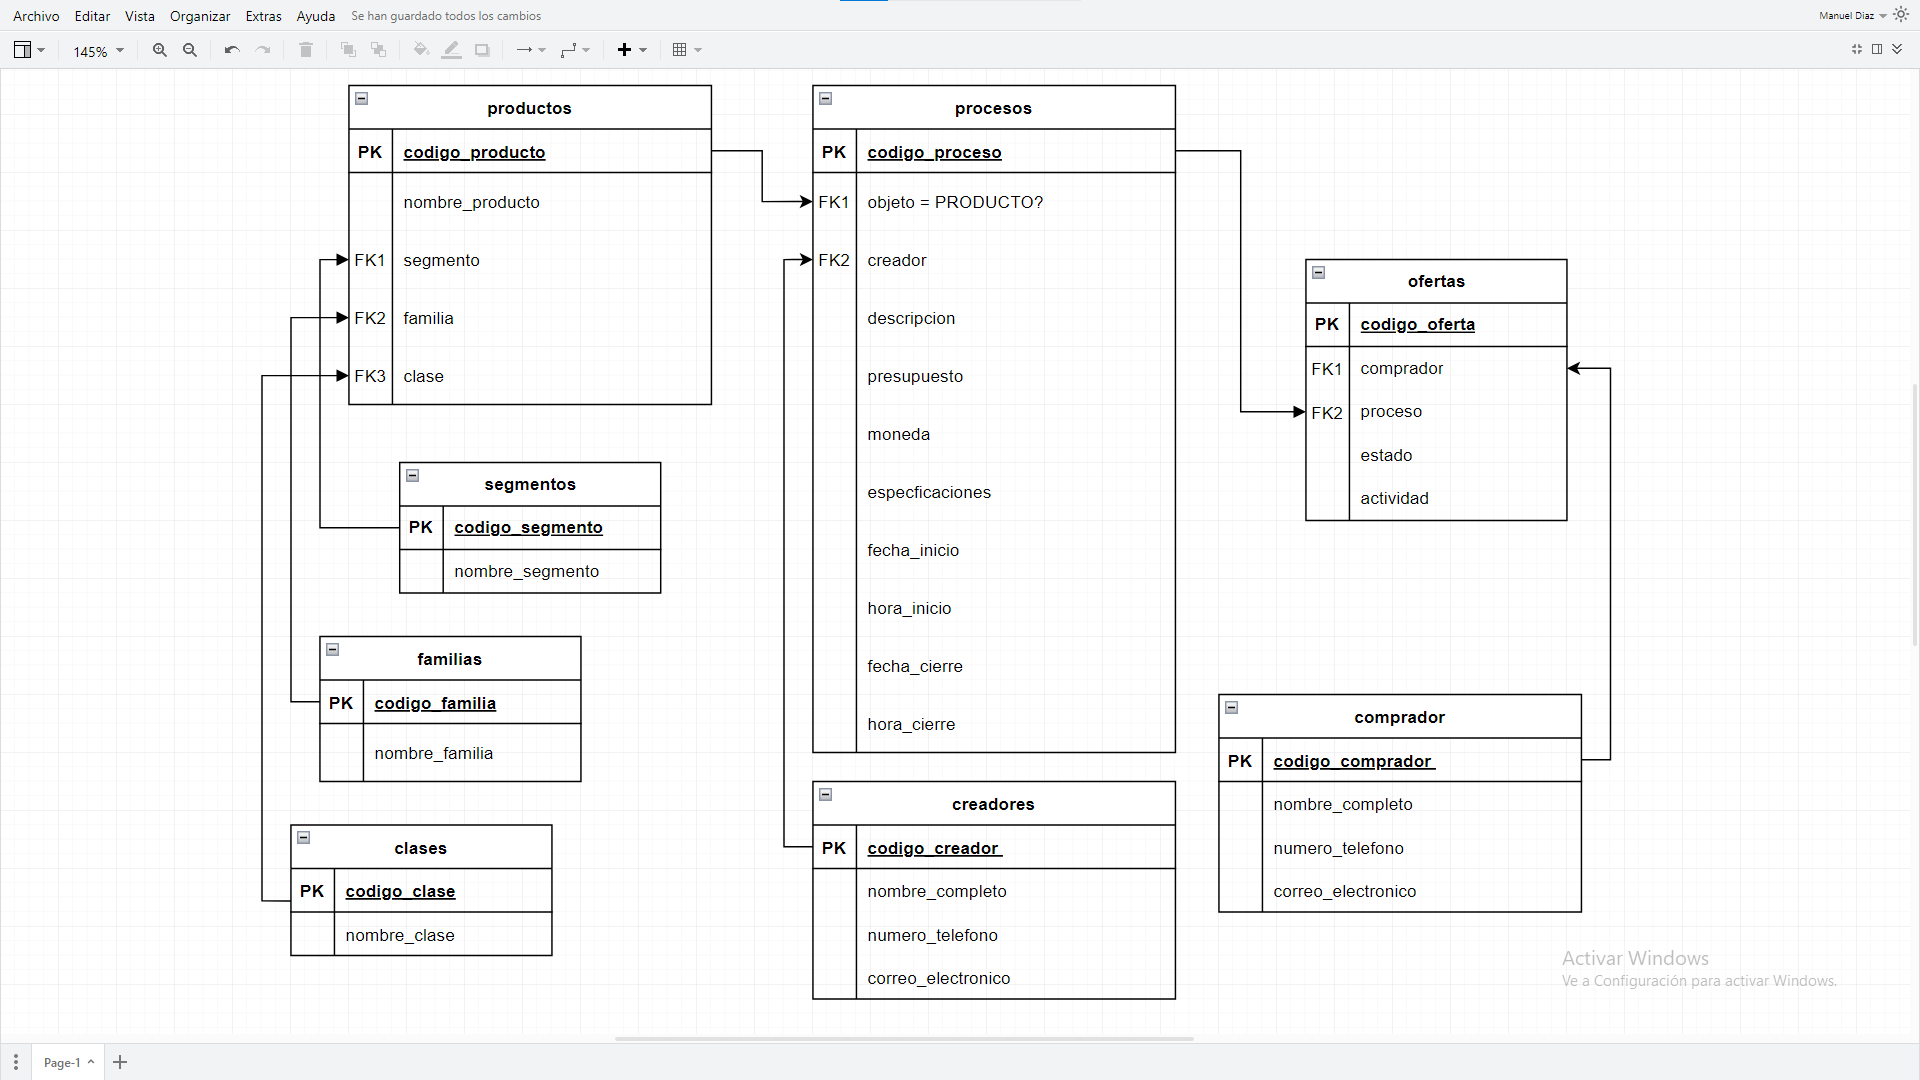 Archivo Editar Vista Organizar Extras Ayuda Se han guardado todos los cambios
Manuel Diaz
145%
productos
PK codigo_producto
nombre_producto
FK1 segmento
FK2 familia
FK3 clase
segmentos
PK codigo_segmento
nombre_segmento
familias
PK codigo_familia
nombre_familia
clases
PK codigo_clase
nombre_clase
procesos
PK codigo_proceso
FK1 objeto = PRODUCTO?
FK2 creador
descripcion
presupuesto
moneda
especficaciones
fecha_inicio
hora_inicio
fecha_cierre
hora_cierre
creadores
PK codigo_creador
nombre_completo
numero_telefono
correo_electronico
ofertas
PK codigo_oferta
FK1 comprador
FK2 proceso
estado
actividad
comprador
PK codigo_comprador
nombre_completo
numero_telefono
correo_electronico
Activar Windows
Ve a Configuración para activar Windows.
Page-1